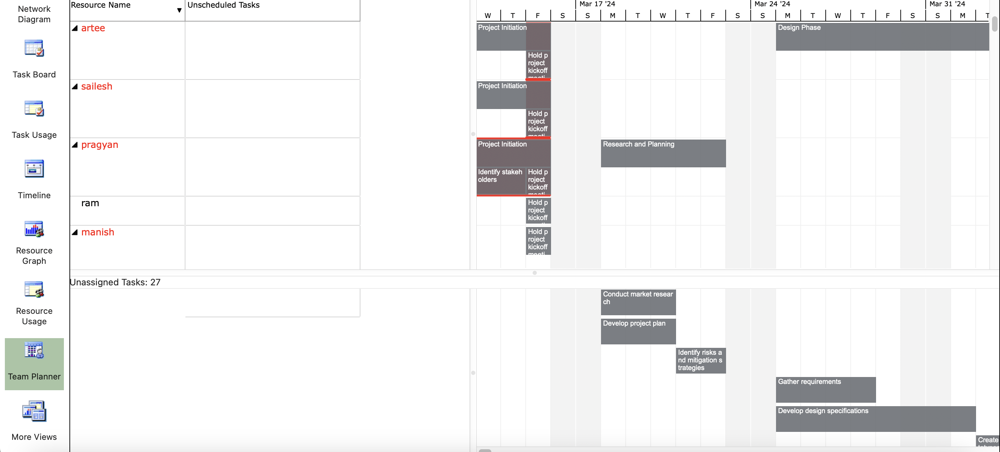 Network
Diagram
Task Board
Task Usage
Timeline
Resource
Graph
Resource
Usage
Team Planner
More Views
Resource Name
Unscheduled Tasks
Mar 17 '24
Mar 24 '24
Mar 31 '24
W T F S S M T W T F S S M T W T F S S M T
artee
Project Initiation
Design Phase
Hold p
roject
kickoff
meeti
sailesh
Project Initiation
Hold p
roject
kickoff
meeti
pragyan
Project Initiation
Research and Planning
Identify stakeh
olders
Hold p
roject
kickoff
meeti
ram
Hold p
roject
kickoff
manish
Hold p
roject
kickoff
meeti
Unassigned Tasks: 27
Conduct market resear
ch
Develop project plan
Identify risks a
nd mitigation s
trategies
Gather requirements
Develop design specifications
Create